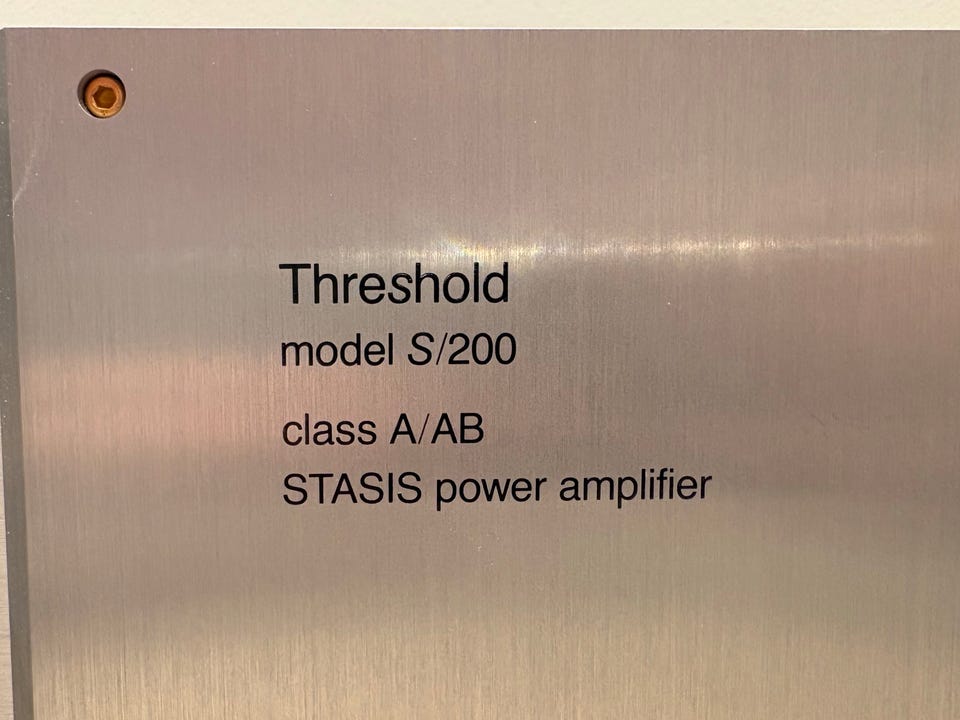 Threshold
model S/200
class A/AB
STASIS power amplifier